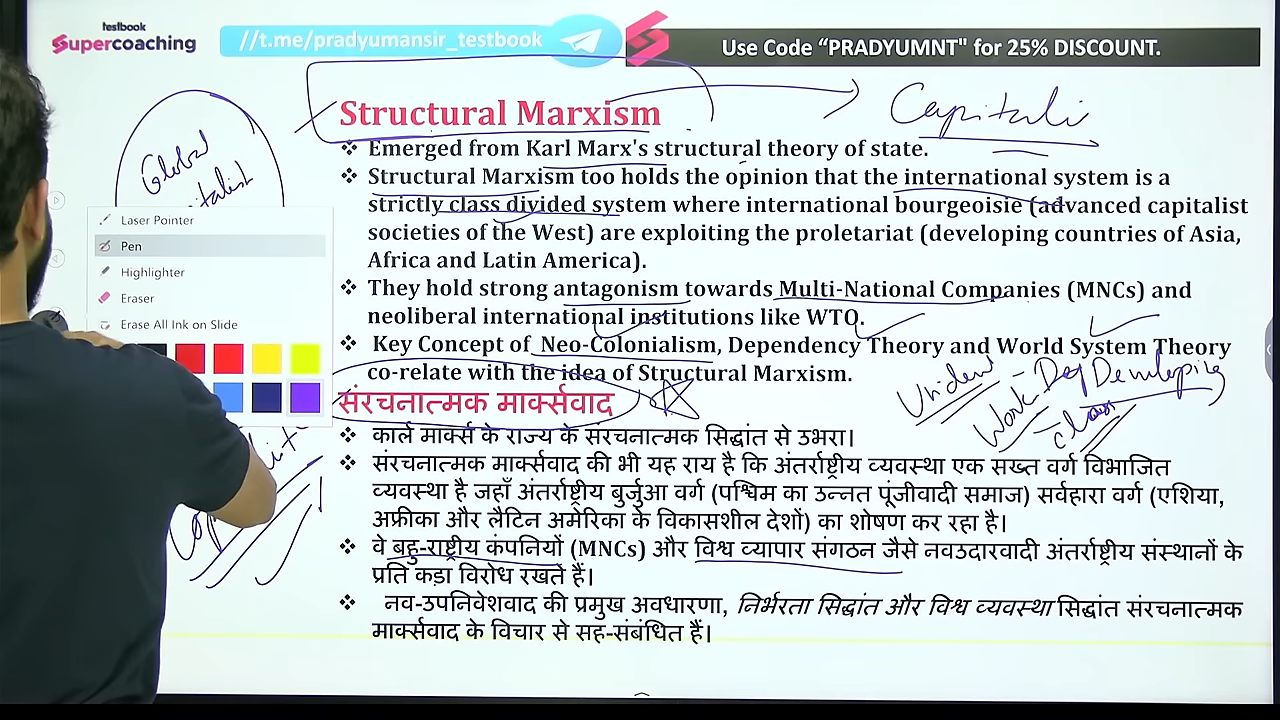 testbook
Supercoaching
//t.me/pradyumansir_testbook
Use Code “PRADYUMNT" for 25% DISCOUNT.
Structural Marxism
Capitali
❖ Emerged from Karl Marx's structural theory of state.
❖ Structural Marxism too holds the opinion that the international system is a
strictly class divided system where international bourgeoisie (advanced capitalist
societies of the West) are exploiting the proletariat (developing countries of Asia,
Africa and Latin America).
❖ They hold strong antagonism towards Multi-National Companies (MNCs) and
neoliberal international institutions like WTO.
❖ Key Concept of Neo-Colonialism, Dependency Theory and World System Theory
co-relate with the idea of Structural Marxism.
Global
talist
Laser Pointer
Pen
Highlighter
Eraser
Erase All Ink on Slide
Developing
Work
class
संरचनात्मक मार्क्सवाद
❖ कार्ल मार्क्स के राज्य के संरचनात्मक सिद्धांत से उभरा।
❖ संरचनात्मक मार्क्सवाद की भी यह राय है कि अंतर्राष्ट्रीय व्यवस्था एक सख्त वर्ग विभाजित
व्यवस्था है जहाँ अंतर्राष्ट्रीय बुर्जुआ वर्ग (पश्चिम का उन्नत पूंजीवादी समाज) सर्वहारा वर्ग (एशिया,
अफ्रीका और लैटिन अमेरिका के विकासशील देशों) का शोषण कर रहा है।
❖ वे बहु-राष्ट्रीय कंपनियों (MNCs) और विश्व व्यापार संगठन जैसे नवउदारवादी अंतर्राष्ट्रीय संस्थानों के
प्रति कड़ा विरोध रखते हैं।
❖ नव-उपनिवेशवाद की प्रमुख अवधारणा, निर्भरता सिद्धांत और विश्व व्यवस्था सिद्धांत संरचनात्मक
मार्क्सवाद के विचार से सह-संबंधित हैं।